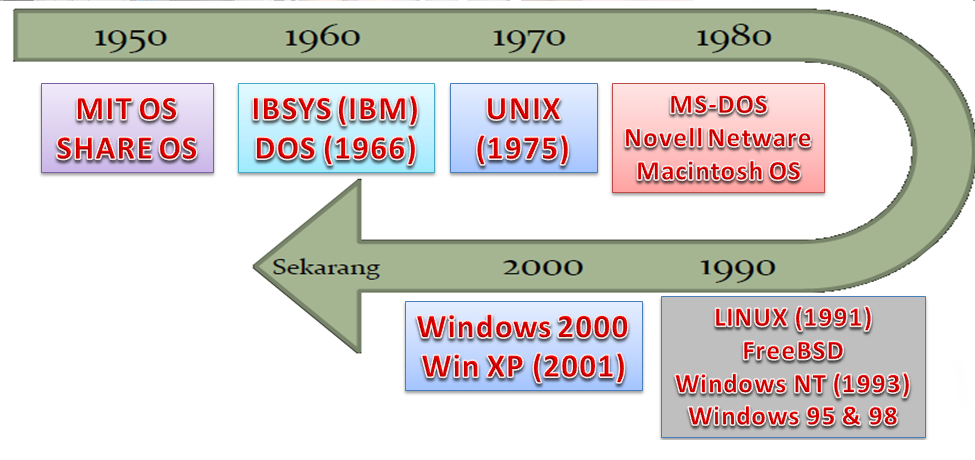 1950 1960 1970 1980
MIT OS
SHARE OS
IBSYS (IBM)
DOS (1966)
UNIX
(1975)
MS-DOS
Novell Netware
Macintosh OS
Sekarang 2000 1990
Windows 2000
Win XP (2001)
LINUX (1991)
FreeBSD
Windows NT (1993)
Windows 95 & 98